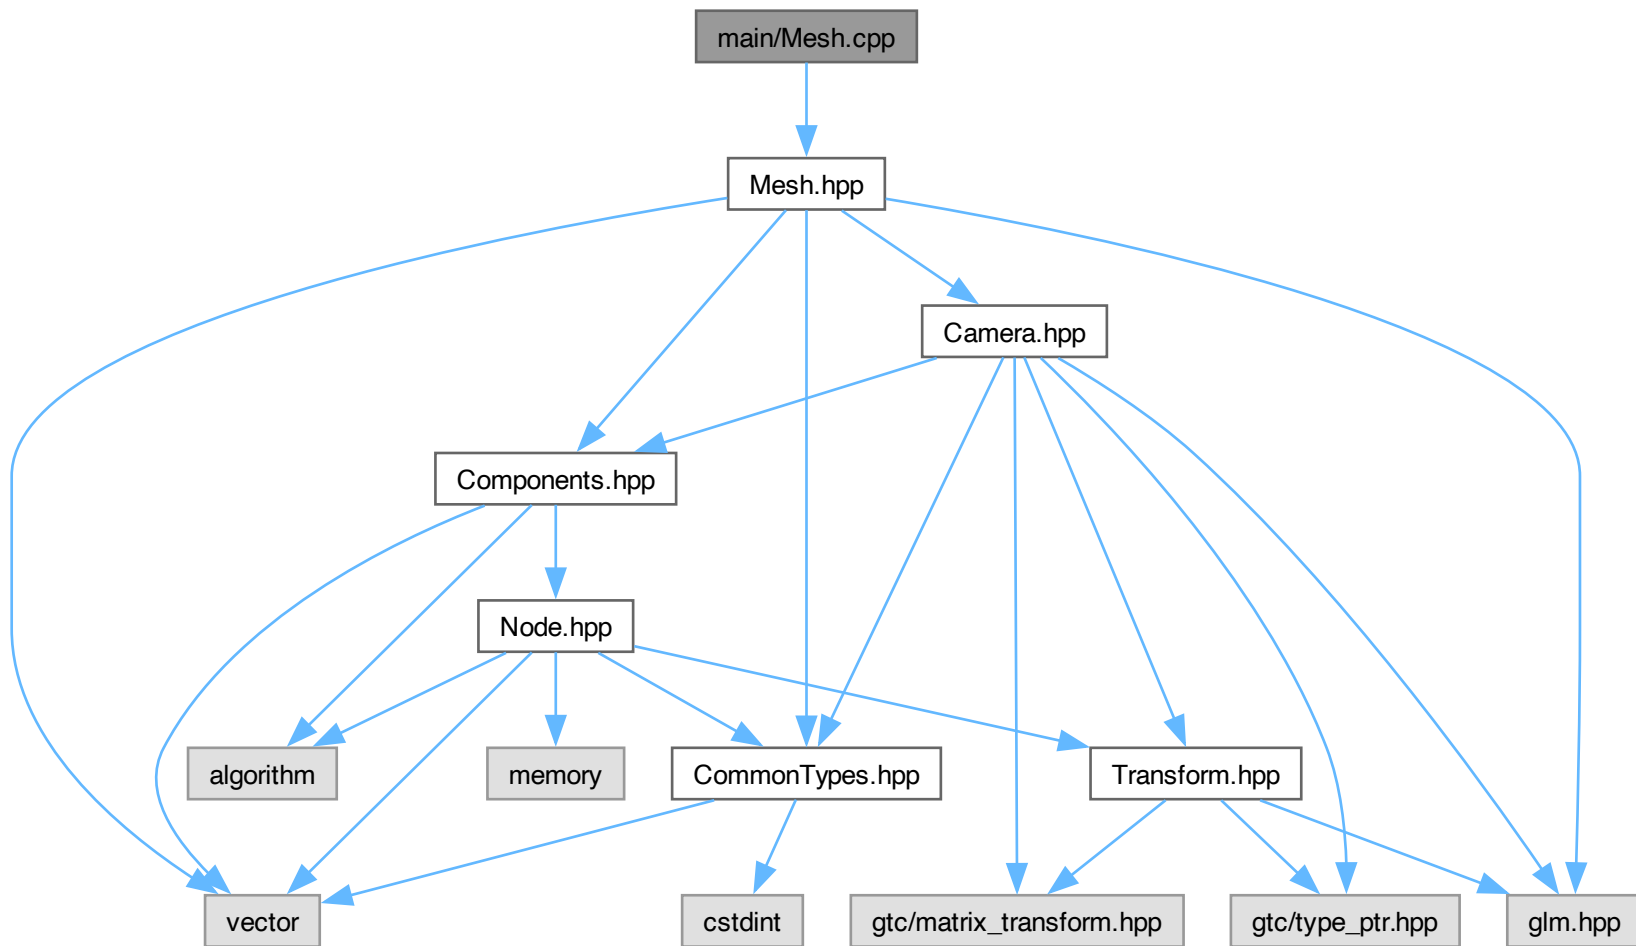 main/Mesh.cpp
Mesh.hpp
Camera.hpp
Components.hpp
Node.hpp
algorithm
memory
CommonTypes.hpp
Transform.hpp
vector
cstdint
gtc/matrix_transform.hpp
gtc/type_ptr.hpp
glm.hpp